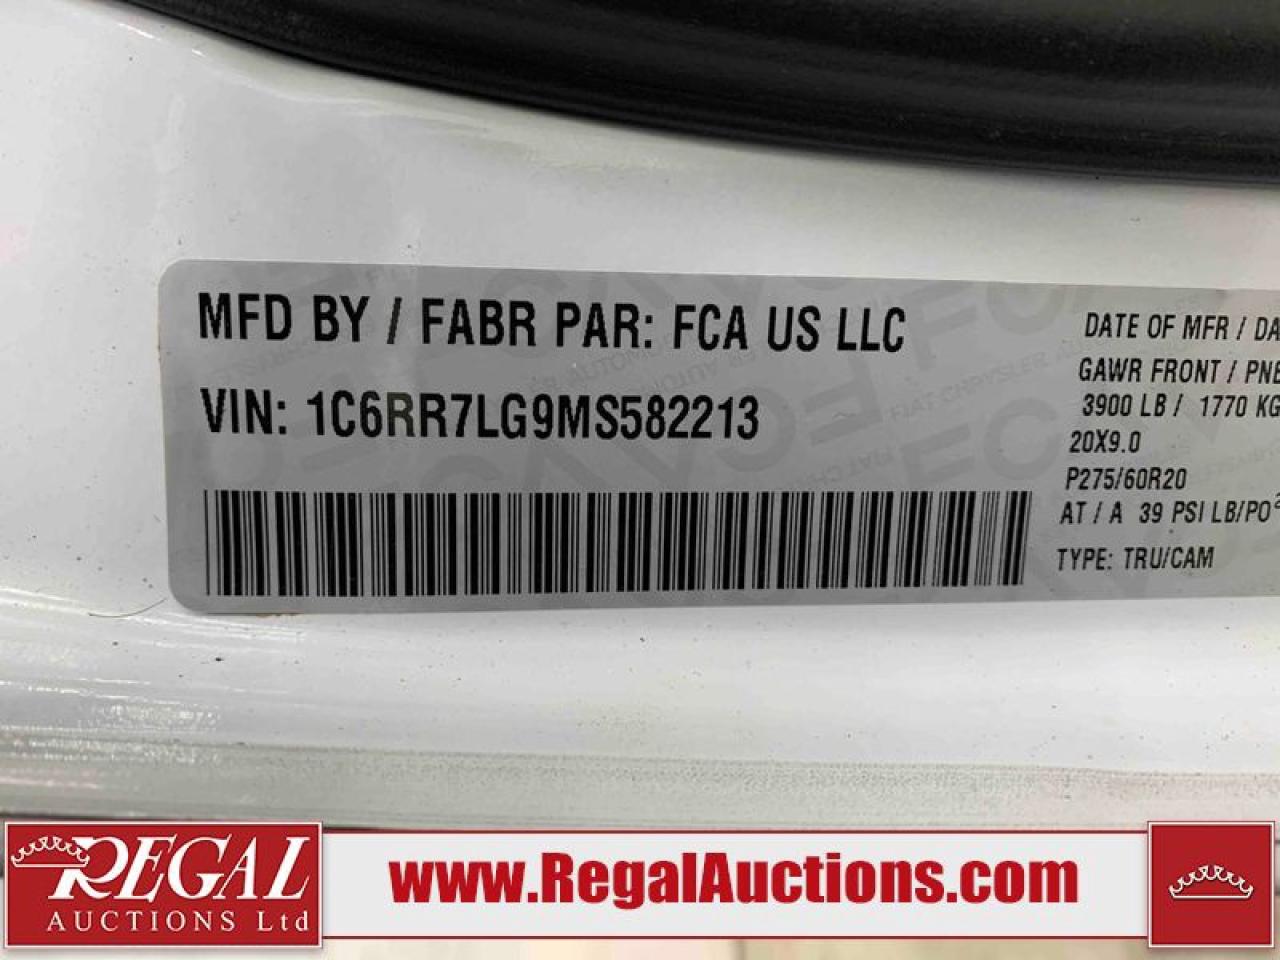 MFD BY / FABR PAR: FCA US LLC
VIN: 1C6RR7LG9MS582213
DATE OF MFR / DA
GAWR FRONT / PNE
3900 LB / 1770 KG
20X9.0
P275/60R20
AT / A 39 PSI LB/PO²
TYPE: TRU/CAM
REGAL
AUCTIONS Ltd
www.RegalAuctions.com